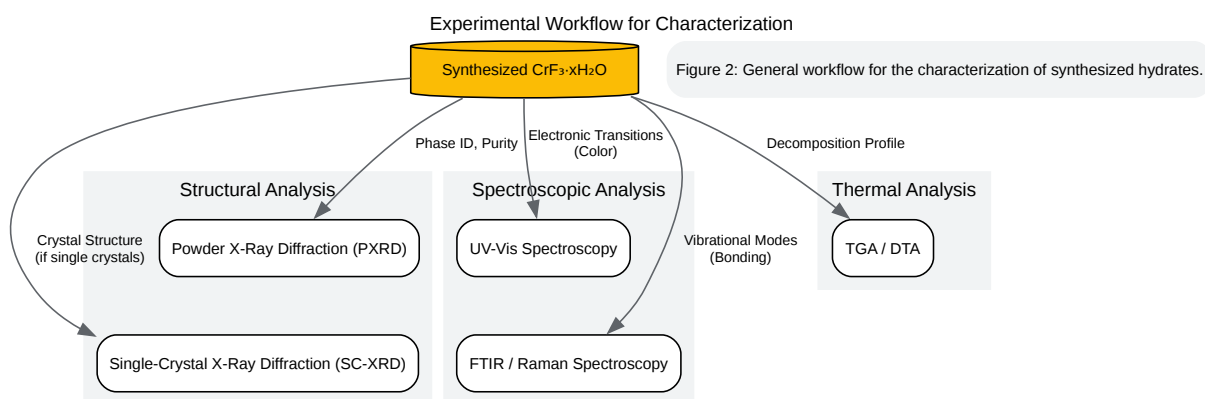 Experimental Workflow for Characterization
Synthesized CrF₃·xH₂O
Figure 2: General workflow for the characterization of synthesized hydrates.
Phase ID, Purity
Electronic Transitions
(Color)
Decomposition Profile
Structural Analysis
Spectroscopic Analysis
Thermal Analysis
Crystal Structure
(if single crystals)
Powder X-Ray Diffraction (PXRD)
UV-Vis Spectroscopy
Vibrational Modes
(Bonding)
TGA / DTA
Single-Crystal X-Ray Diffraction (SC-XRD)
FTIR / Raman Spectroscopy